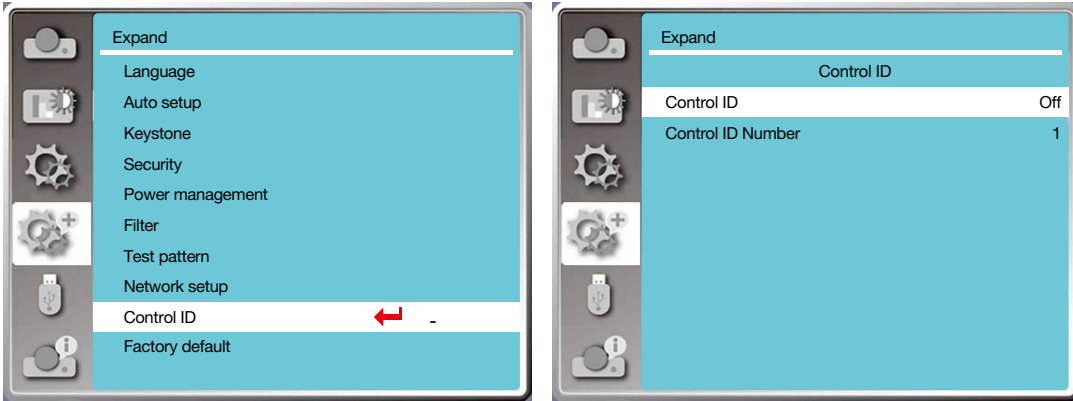 Expand
Language
Auto setup
Keystone
Security
Power management
Filter
Test pattern
Network setup
Control ID -
Factory default
Expand
Control ID
Control ID Off
Control ID Number 1